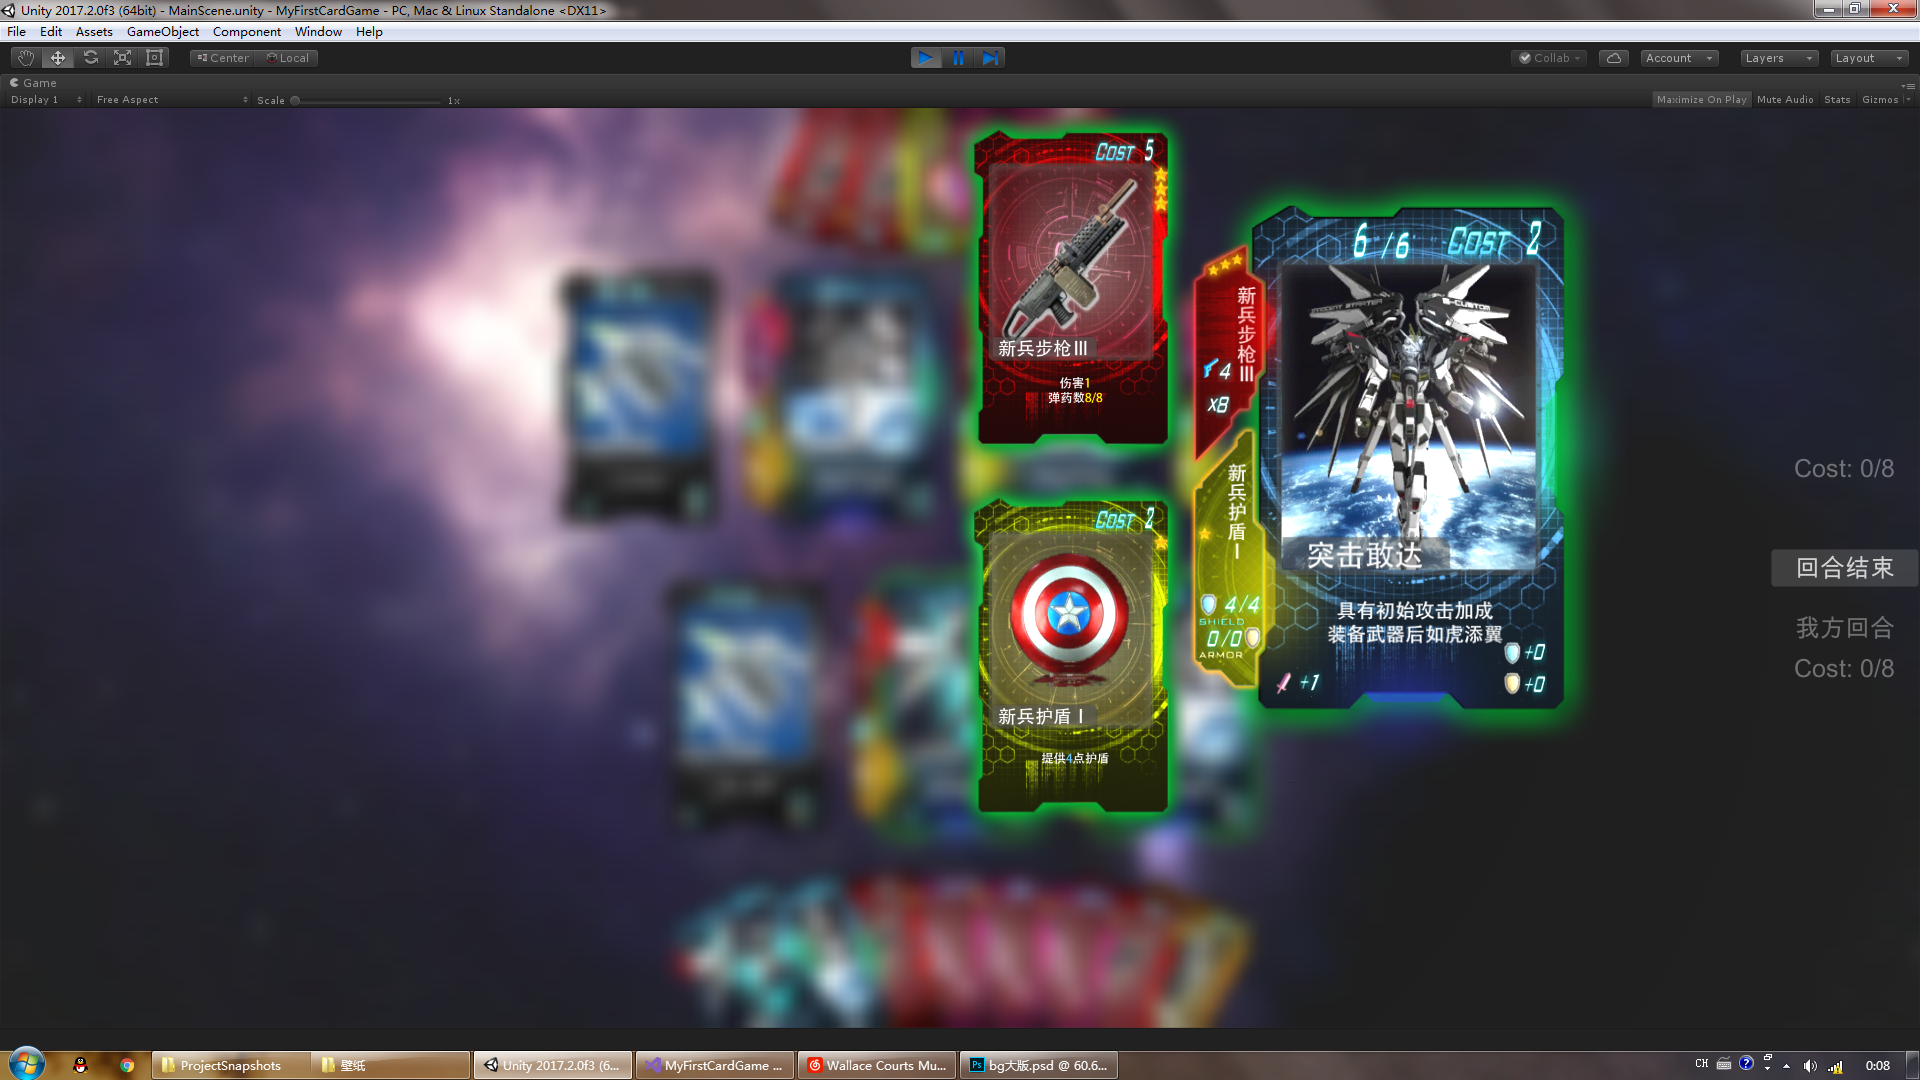 Unity 2017.2.0f3 (64bit) - MainScene.unity - MyFirstCardGame - PC, Mac & Linux Standalone <DX11>
File Edit Assets GameObject Component Window Help
Center Local
Collab Account Layers Layout
Game
Display 1 Free Aspect Scale 1x
Maximize On Play Mute Audio Stats Gizmos
COST 5
新兵步枪III
伤害1
弹药数8/8
COST 2
新兵护盾I
提供4点护盾
新兵步枪III
4
x8
新兵护盾I
4/4
SHIELD
0/0
ARMOR
6/6 COST 2
突击敢达
具有初始攻击加成
装备武器后如虎添翼
+0
+1
+0
Cost: 0/8
回合结束
我方回合
Cost: 0/8
ProjectSnapshots
壁纸
Unity 2017.2.0f3 (6...
MyFirstCardGame ...
Wallace Courts Mu...
bg大版.psd @ 60.6...
CH
0:08